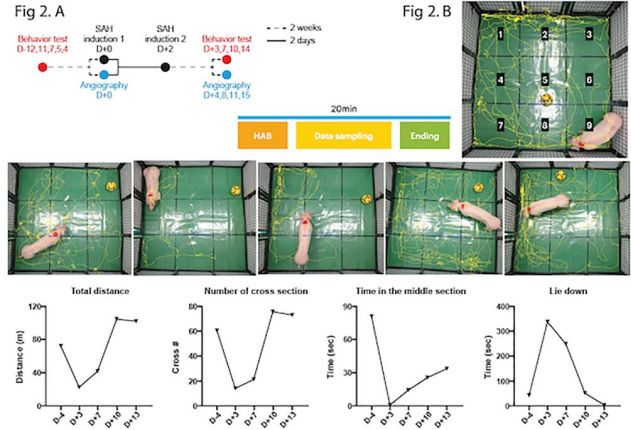 Fig 2. A
Behavior test
D-12,11,7,5,4
SAH
induction 1
D+0
Angiography
D+0
SAH
induction 2
D+2
Behavior test
D+3,7,10,14
Angiography
D+4,8,11,15
2 weeks
2 days
20min
HAB
Data sampling
Ending
Fig 2. B
1 2 3
4 5 6
7 8 9
Total distance
Distance (m)
120
80
40
0
D-4 D+3 D+7 D+10 D+13
Number of cross section
Cross #
80
60
40
20
0
D-4 D+3 D+7 D+10 D+13
Time in the middle section
Time (sec)
90
60
30
0
D-4 D+3 D+7 D+10 D+13
Lie down
Time (sec)
400
300
200
100
0
D-4 D+3 D+7 D+10 D+13